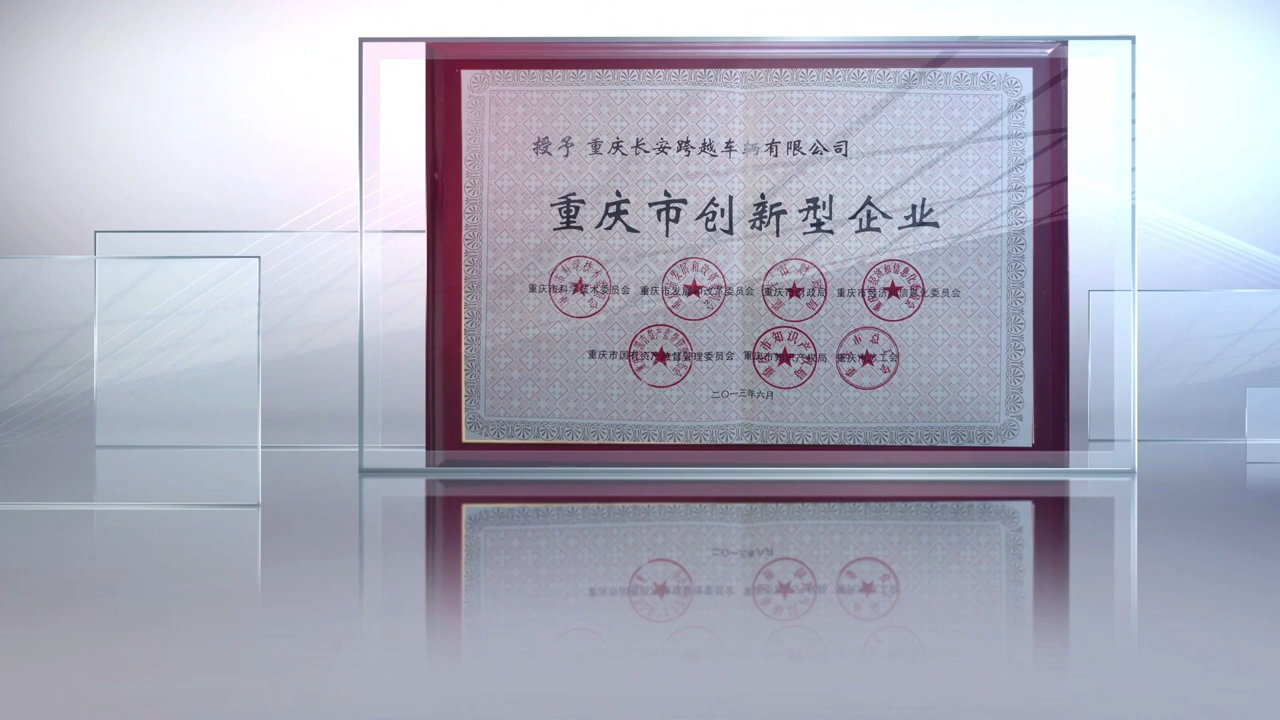 授予 重庆长安跨越车辆有限公司
重庆市创新型企业
重庆市科学技术委员会 重庆市发展和改革委员会 重庆市财政局 重庆市经济和信息化委员会
重庆市国有资产监督管理委员会 重庆市知识产权局 重庆市总工会
二〇一三年六月